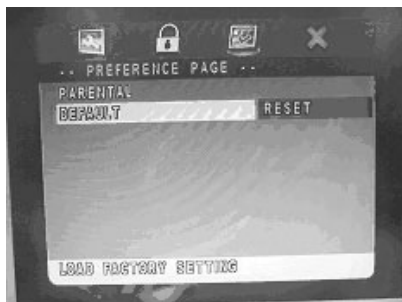 -- PREFERENCE PAGE --
PARENTAL
DEFAULT RESET
LOAD FACTORY SETTING